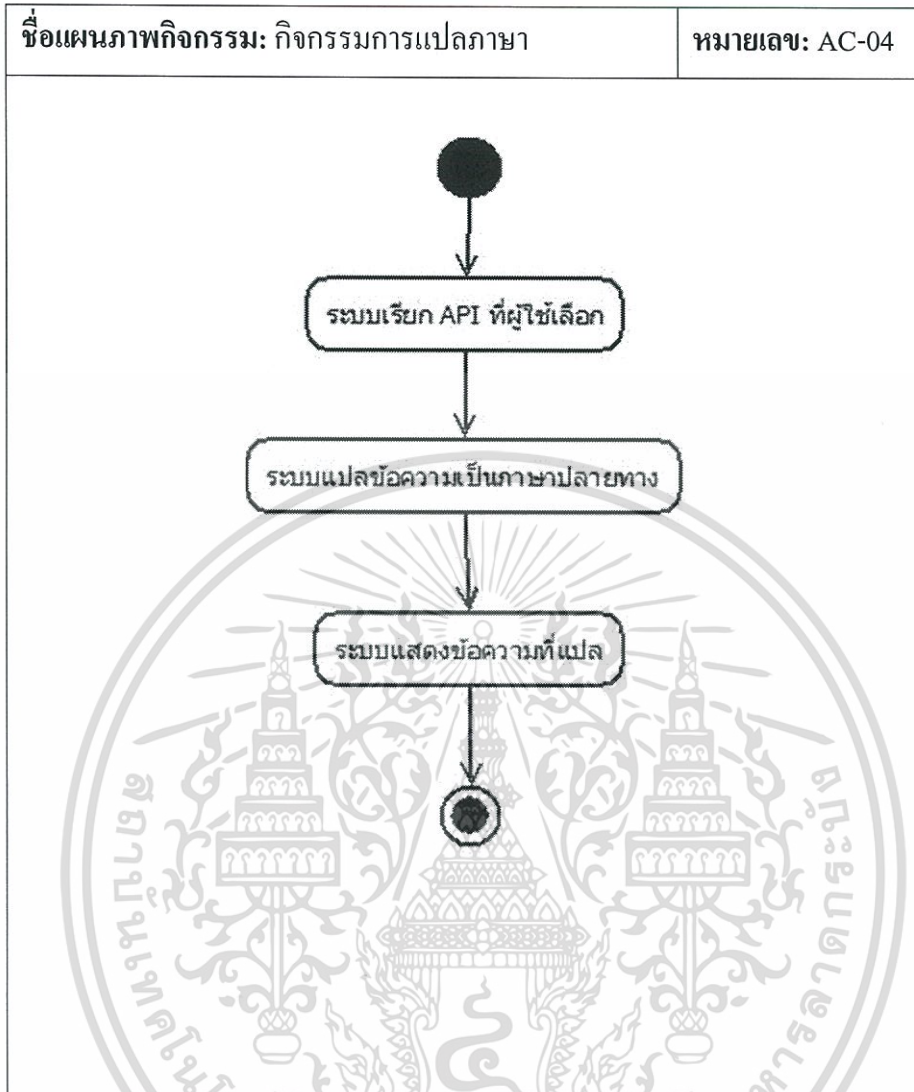 ชื่อแผนภาพกิจกรรม: กิจกรรมการแปลภาษา
หมายเลข: AC-04
ระบบเรียก API ที่ผู้ใช้เลือก
ระบบแปลข้อความเป็นภาษาปลายทาง
ระบบแสดงข้อความที่แปล